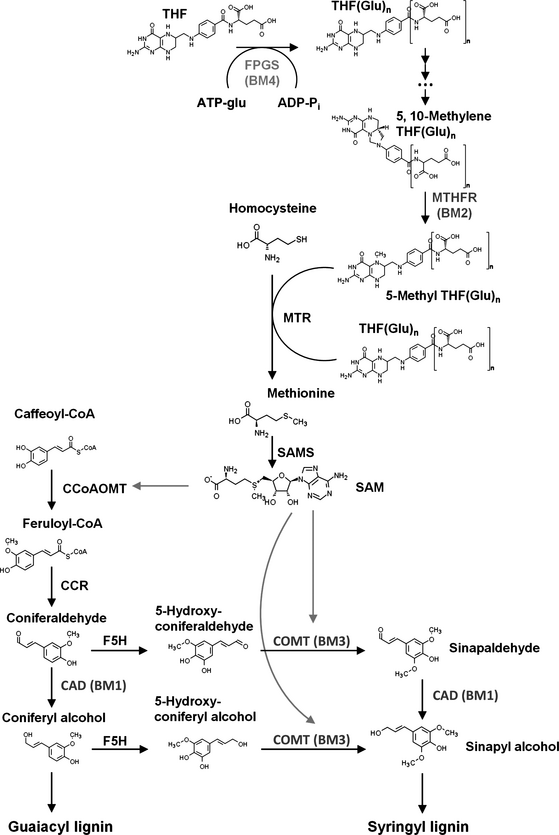 THF
THF(Glu)n
FPGS
(BM4)
ATP-glu
ADP-Pi
5, 10-Methylene
THF(Glu)n
MTHFR
(BM2)
Homocysteine
5-Methyl THF(Glu)n
MTR
THF(Glu)n
Methionine
Caffeoyl-CoA
SAMS
CCoAOMT
SAM
Feruloyl-CoA
CCR
Coniferaldehyde
5-Hydroxy-
coniferaldehyde
F5H
COMT (BM3)
Sinapaldehyde
CAD (BM1)
CAD (BM1)
Coniferyl alcohol
5-Hydroxy-
coniferyl alcohol
F5H
COMT (BM3)
Sinapyl alcohol
Guaiacyl lignin
Syringyl lignin